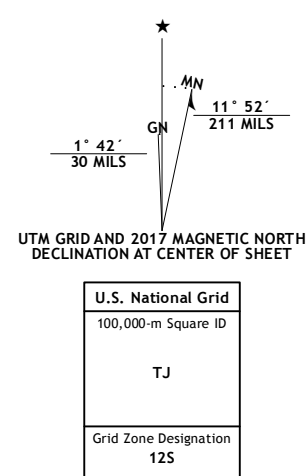 ★
MN
GN
11° 52´
211 MILS
1° 42´
30 MILS
UTM GRID AND 2017 MAGNETIC NORTH
DECLINATION AT CENTER OF SHEET
U.S. National Grid
100,000-m Square ID
TJ
Grid Zone Designation
12S